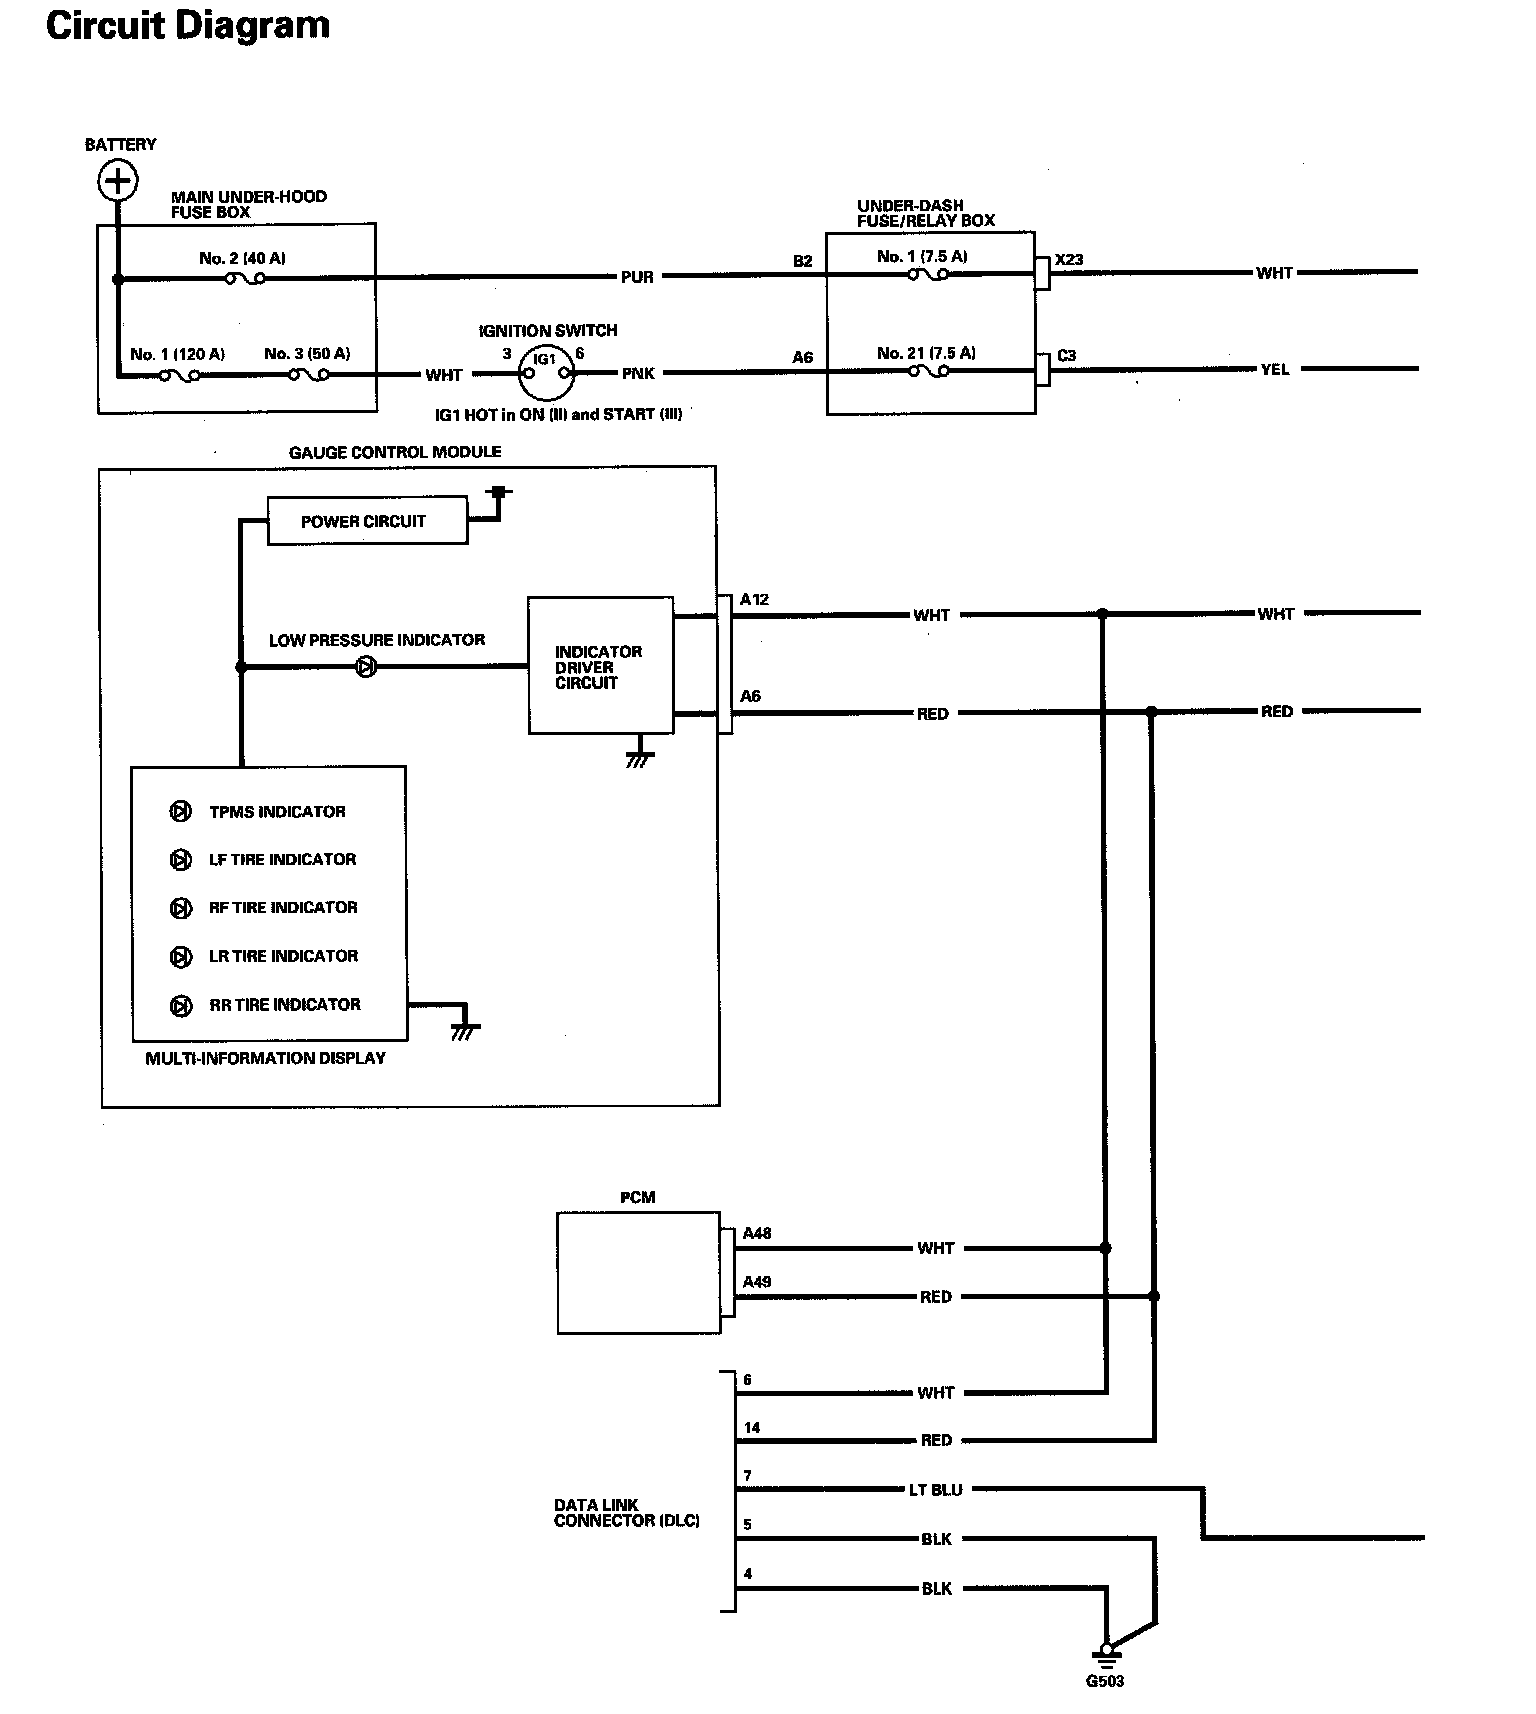 Circuit Diagram
BATTERY
MAIN UNDER-HOOD
FUSE BOX
No. 2 (40 A)
PUR
B2
UNDER-DASH
FUSE/RELAY BOX
No. 1 (7.5 A)
X23
WHT
No. 1 (120 A)
No. 3 (50 A)
WHT
IGNITION SWITCH
3
IG1
6
PNK
A6
No. 21 (7.5 A)
C3
YEL
IG1 HOT in ON (II) and START (III)
GAUGE CONTROL MODULE
POWER CIRCUIT
LOW PRESSURE INDICATOR
INDICATOR
DRIVER
CIRCUIT
A12
WHT
WHT
A6
RED
RED
TPMS INDICATOR
LF TIRE INDICATOR
RF TIRE INDICATOR
LR TIRE INDICATOR
RR TIRE INDICATOR
MULTI-INFORMATION DISPLAY
PCM
A48
WHT
A49
RED
DATA LINK
CONNECTOR (DLC)
6
WHT
14
RED
7
LT BLU
5
BLK
4
BLK
G503